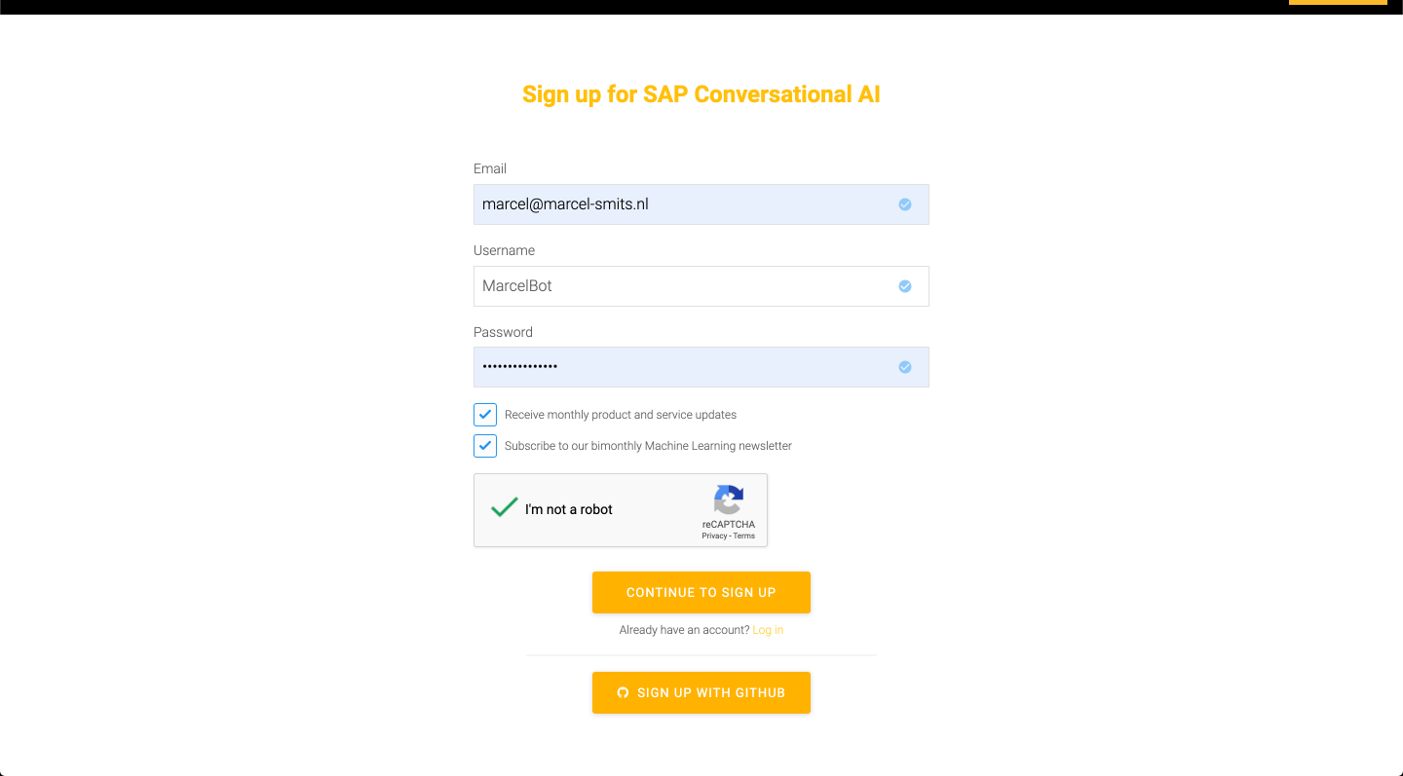 Sign up for SAP Conversational AI
Email
marcel@marcel-smits.nl
Username
MarcelBot
Password
•••••••••••••••
Receive monthly product and service updates
Subscribe to our bimonthly Machine Learning newsletter
I'm not a robot
reCAPTCHA
Privacy - Terms
CONTINUE TO SIGN UP
Already have an account? Log in
SIGN UP WITH GITHUB